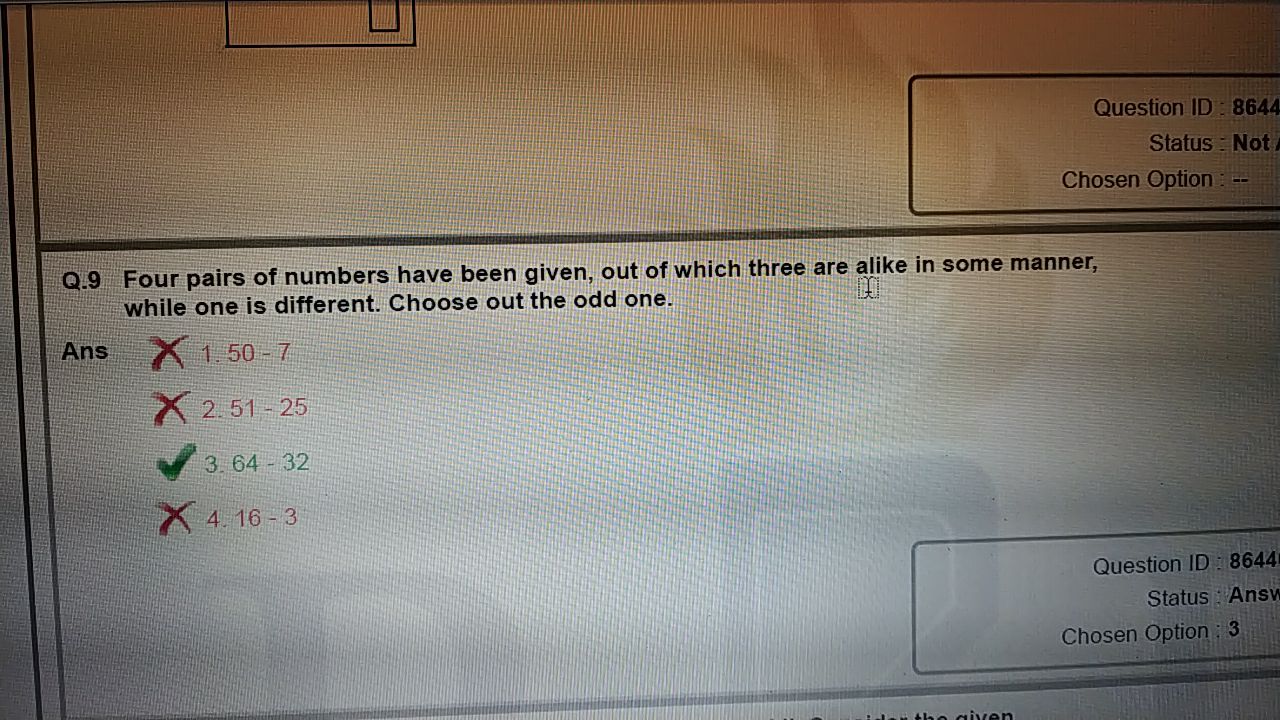 Question ID : 8644
Status : Not
Chosen Option : --
Q.9 Four pairs of numbers have been given, out of which three are alike in some manner,
while one is different. Choose out the odd one.
Ans 1. 50 - 7
2. 51 - 25
3. 64 - 32
4. 16 - 3
Question ID : 8644
Status : Answ
Chosen Option : 3
the given